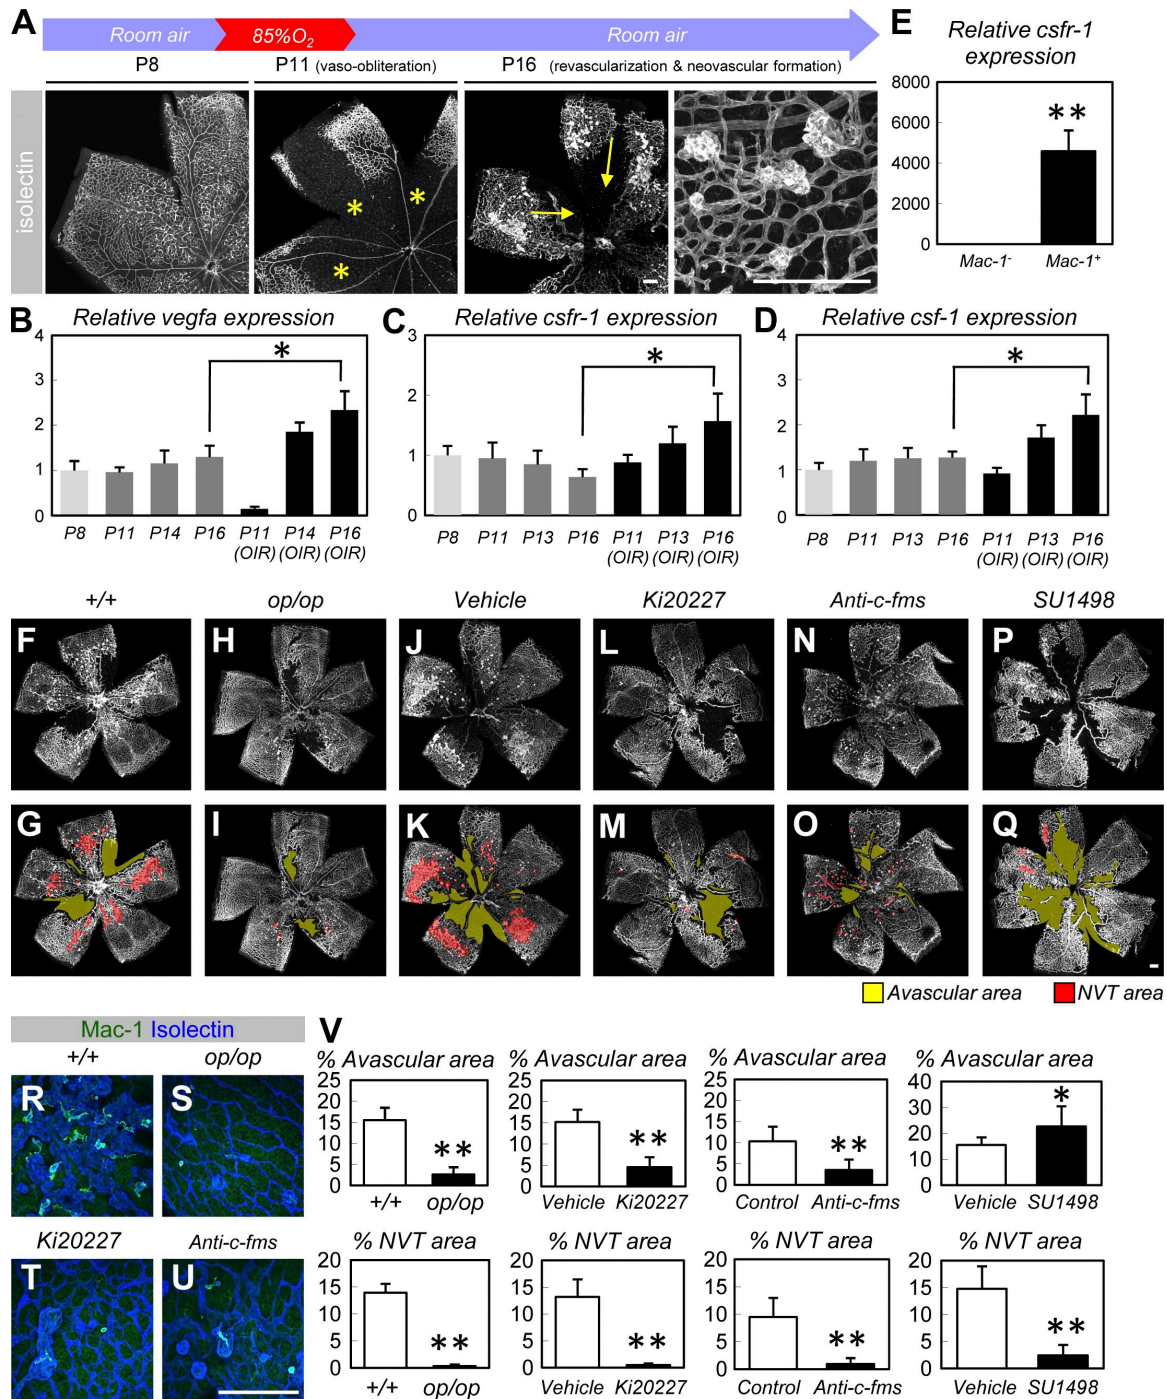 A
Room air
85%O2
Room air
P8
P11 (vaso-obliteration)
P16 (revascularization & neovascular formation)
isolectin
*
*
*
E
Relative csfr-1
expression
8000
6000
4000
2000
0
**
Mac-1-
Mac-1+
B
Relative vegfa expression
4
3
2
1
0
*
P8
P11
P14
P16
P11
(OIR)
P14
(OIR)
P16
(OIR)
C
Relative csfr-1 expression
3
2
1
0
*
P8
P11
P13
P16
P11
(OIR)
P13
(OIR)
P16
(OIR)
D
Relative csf-1 expression
4
3
2
1
0
*
P8
P11
P13
P16
P11
(OIR)
P13
(OIR)
P16
(OIR)
+/+
op/op
Vehicle
Ki20227
Anti-c-fms
SU1498
F
H
J
L
N
P
G
I
K
M
O
Q
Avascular area
NVT area
Mac-1 Isolectin
+/+
op/op
R
S
Ki20227
Anti-c-fms
T
U
V
% Avascular area
25
20
15
10
5
0
**
+/+
op/op
% Avascular area
25
20
15
10
5
0
**
Vehicle
Ki20227
% Avascular area
25
20
15
10
5
0
**
Control
Anti-c-fms
% Avascular area
40
30
20
10
0
*
Vehicle
SU1498
% NVT area
20
15
10
5
0
**
+/+
op/op
% NVT area
20
15
10
5
0
**
Vehicle
Ki20227
% NVT area
20
15
10
5
0
**
Control
Anti-c-fms
% NVT area
20
15
10
5
0
**
Vehicle
SU1498